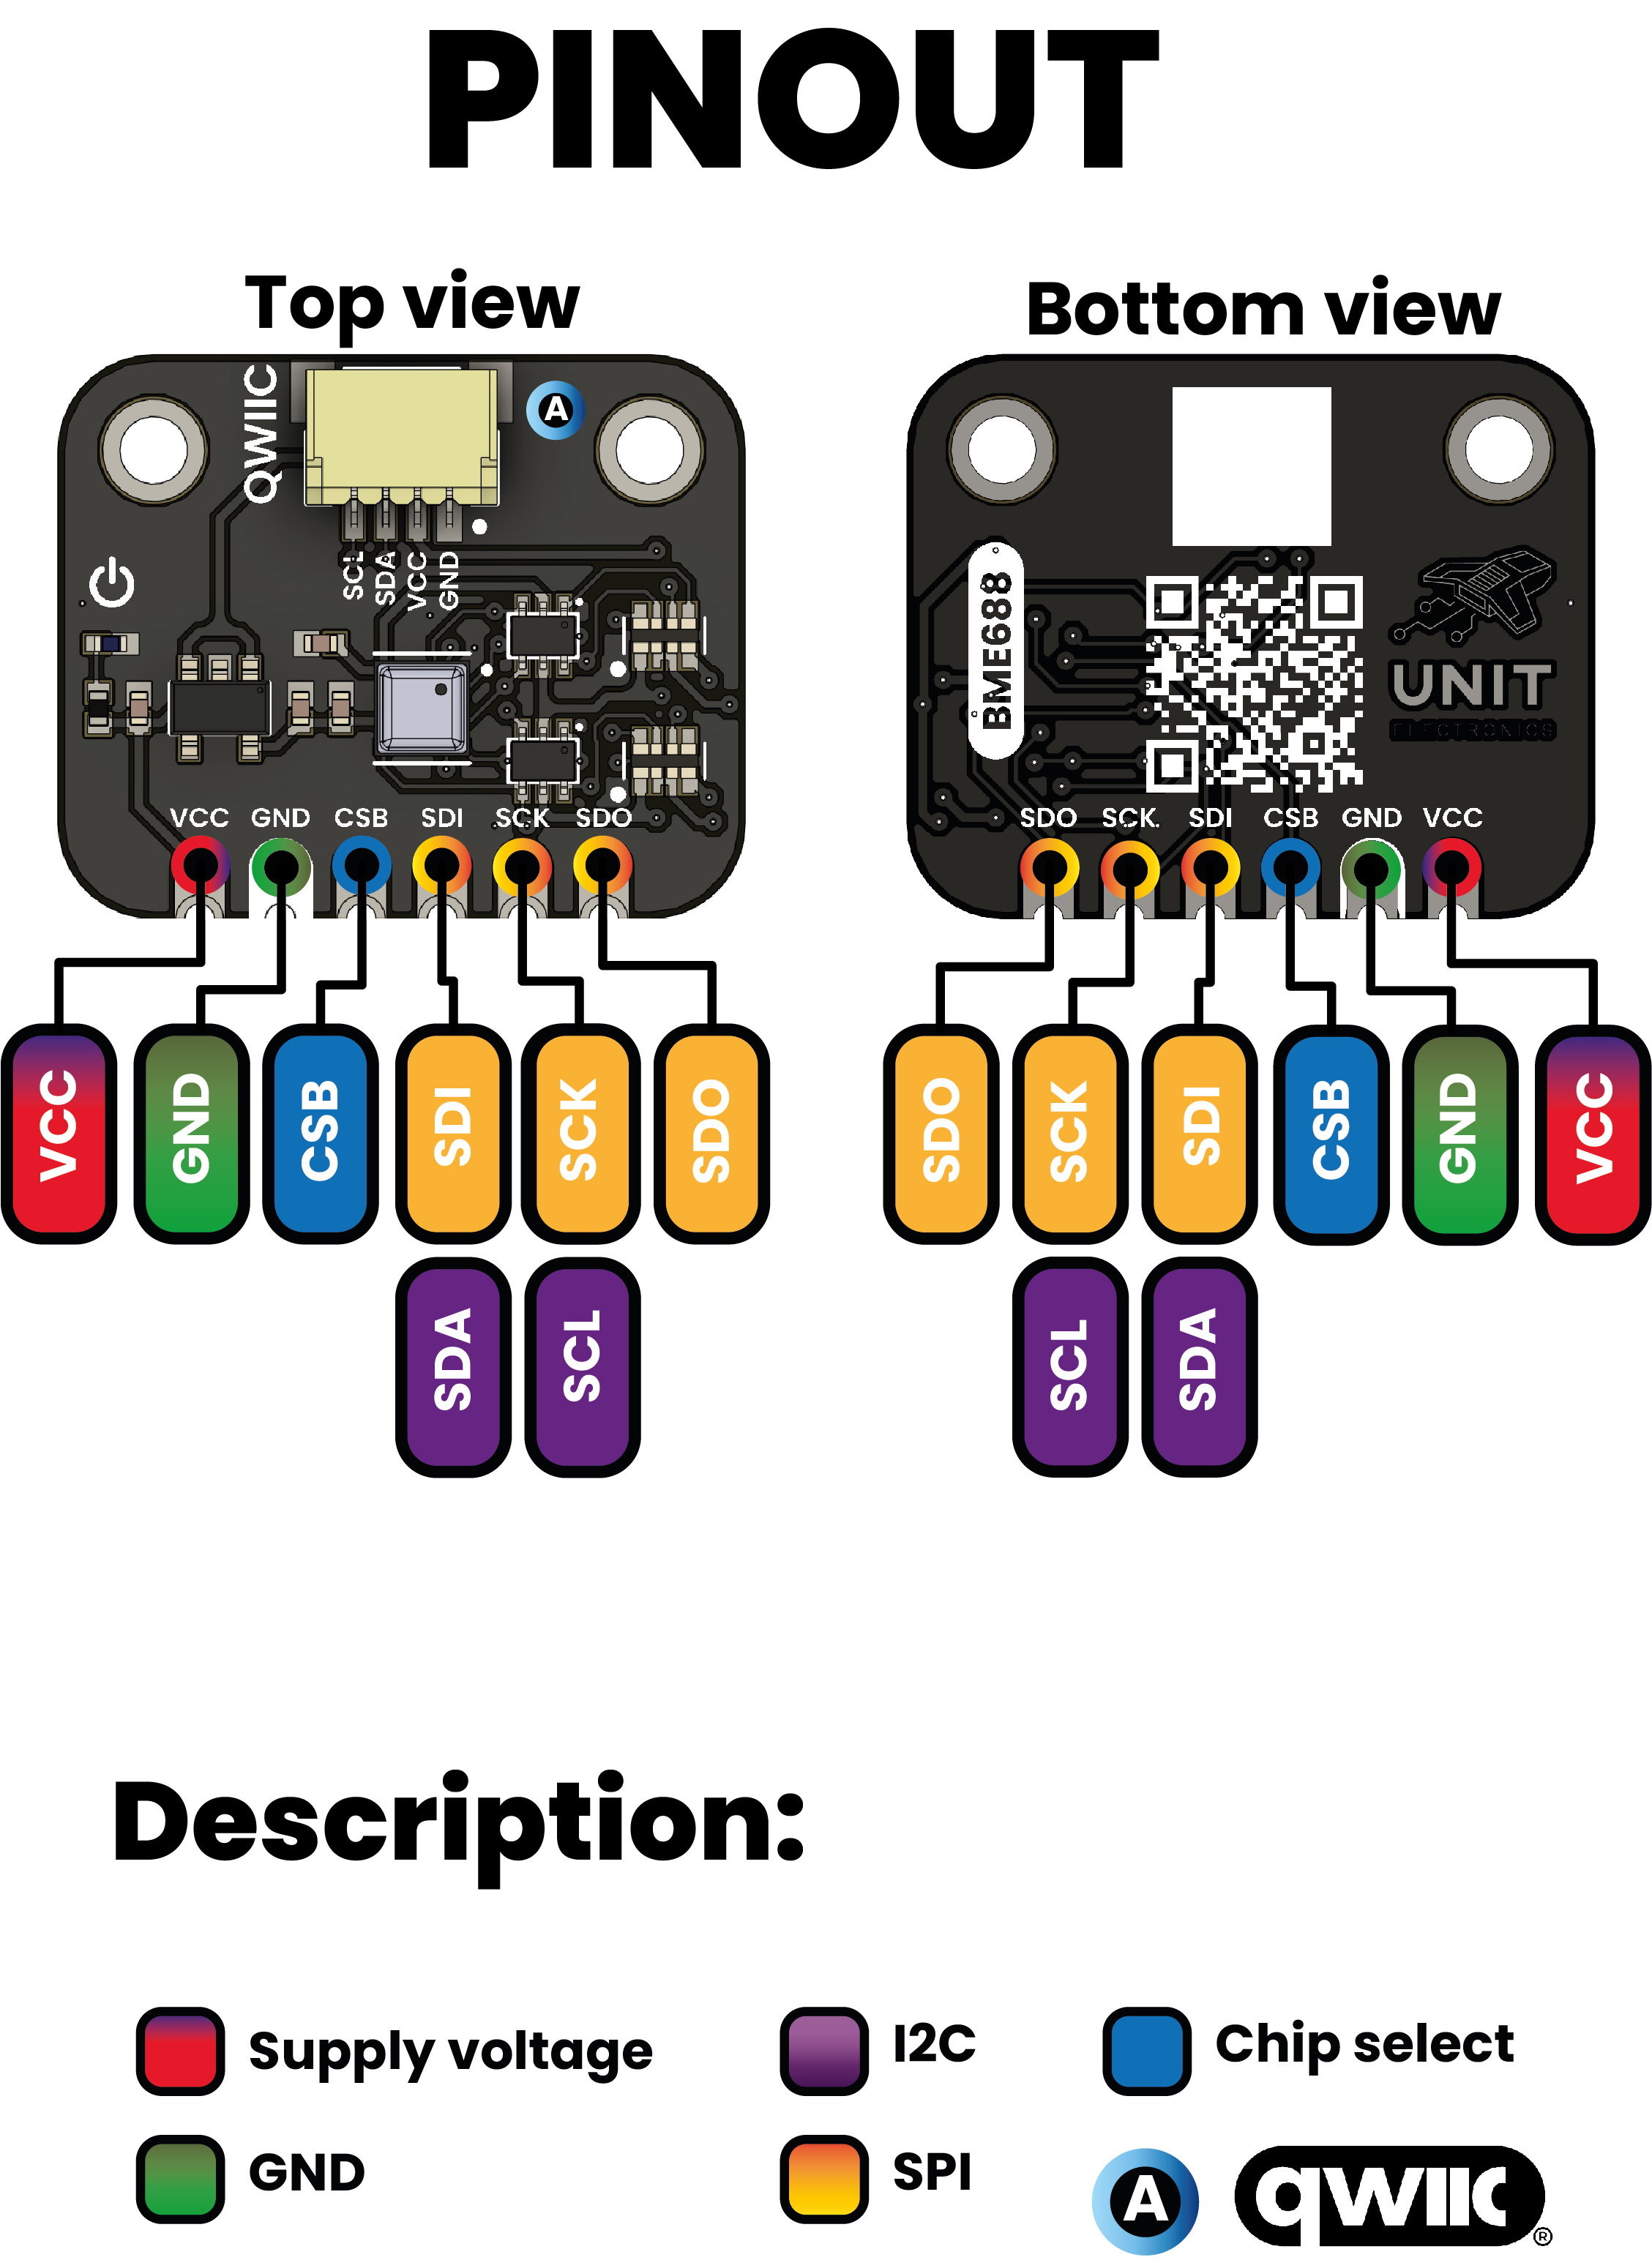 PINOUT
Top view
Bottom view
QWIIC
A
SCL
SDA
VCC
GND
BME688
UNIT
ELECTRONICS
VCC GND CSB SDI SCK SDO
SDO SCK SDI CSB GND VCC
VCC GND CSB SDI SCK SDO
SDO SCK SDI CSB GND VCC
SDA SCL
SCL SDA
Description:
Supply voltage
I2C
Chip select
GND
SPI
A
qwiic®